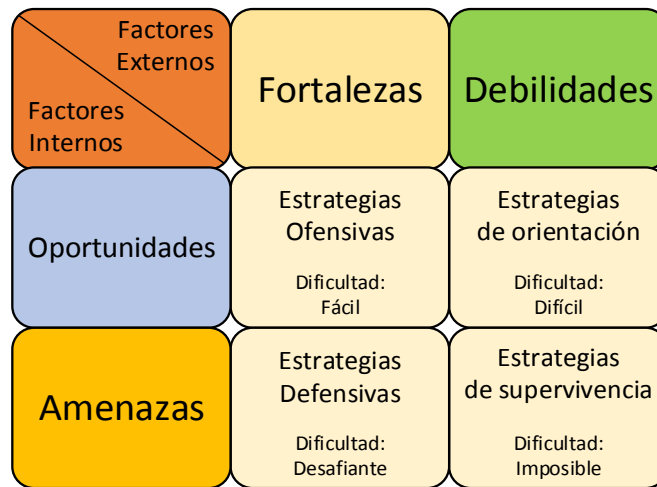 Factores
Externos
Factores
Internos
Fortalezas
Debilidades
Oportunidades
Estrategias
Ofensivas
Dificultad:
Fácil
Estrategias
de orientación
Dificultad:
Difícil
Amenazas
Estrategias
Defensivas
Dificultad:
Desafiante
Estrategias
de supervivencia
Dificultad:
Imposible